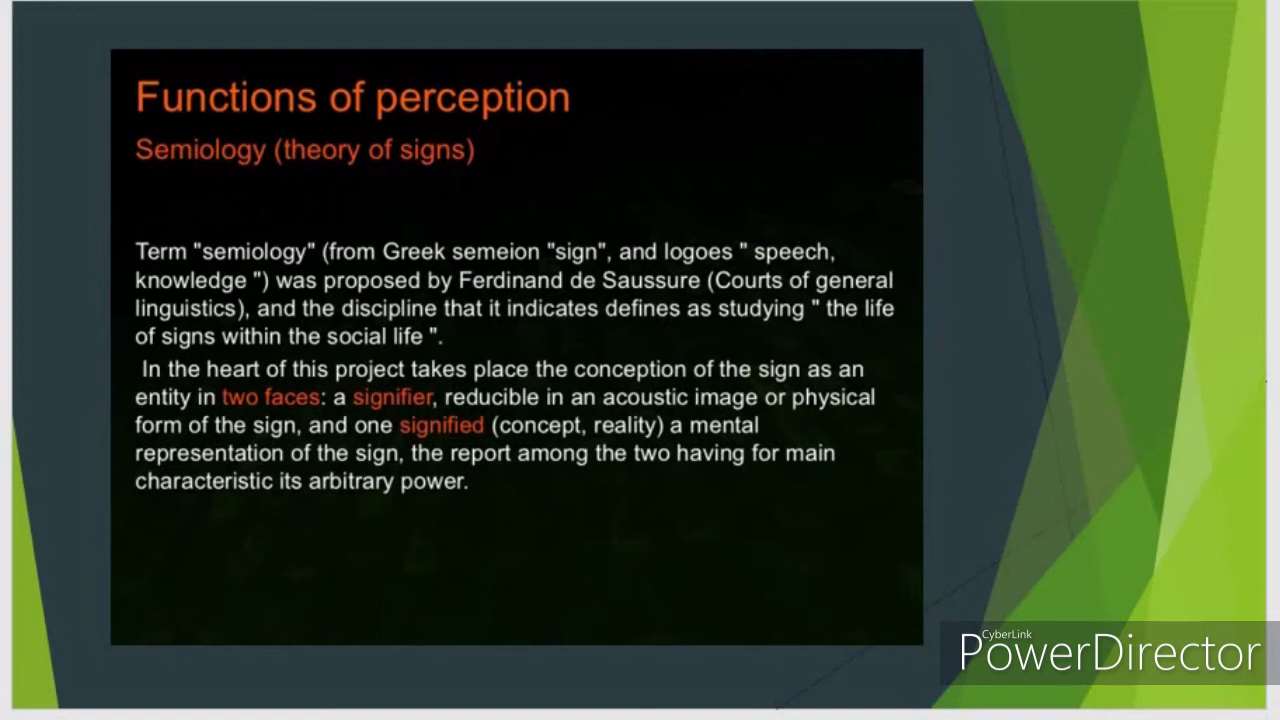 Functions of perception
Semiology (theory of signs)
Term "semiology" (from Greek semeion "sign", and logoes " speech,
knowledge ") was proposed by Ferdinand de Saussure (Courts of general
linguistics), and the discipline that it indicates defines as studying " the life
of signs within the social life ".
In the heart of this project takes place the conception of the sign as an
entity in two faces: a signifier, reducible in an acoustic image or physical
form of the sign, and one signified (concept, reality) a mental
representation of the sign, the report among the two having for main
characteristic its arbitrary power.
CyberLink
PowerDirector